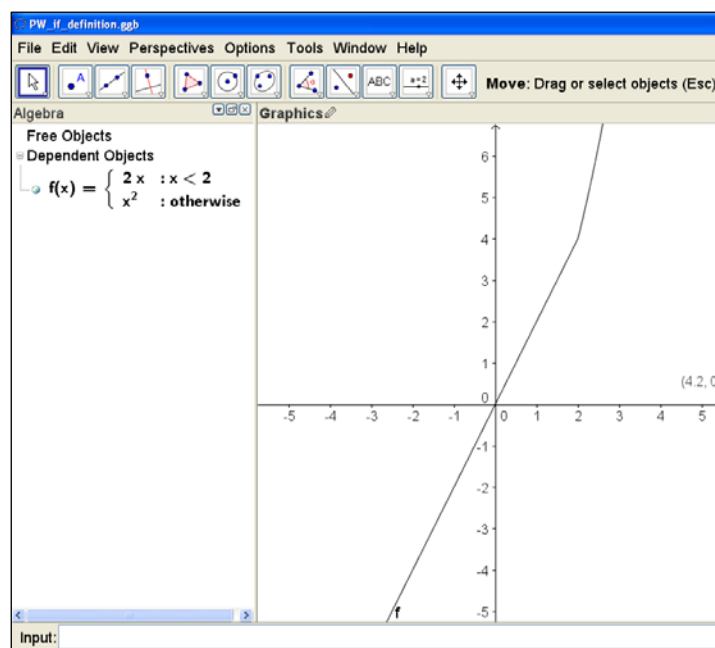 PW_if_definition.ggb
File Edit View Perspectives Options Tools Window Help
A
ABC
a=2
Move: Drag or select objects (Esc)
Algebra
Graphics
Free Objects
Dependent Objects
f(x) = { 2 x : x < 2
x² : otherwise
6
5
4
3
2
1
0
(4.2, 0
-5 -4 -3 -2 -1 0 1 2 3 4 5
-1
-2
-3
-4
-5
f
Input: